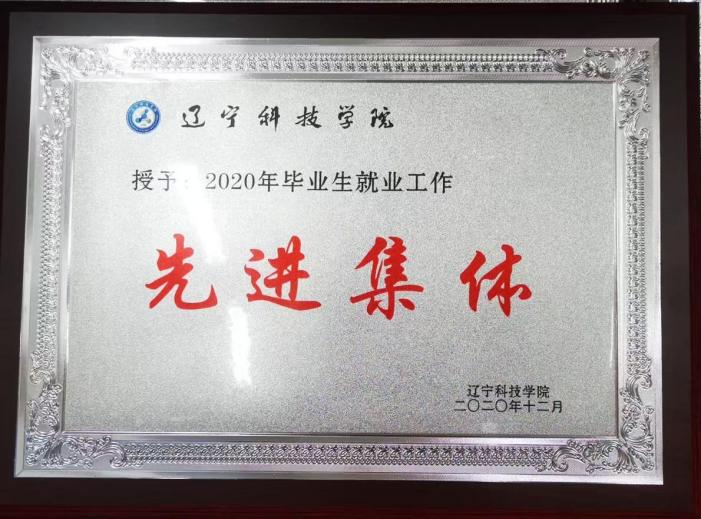 辽宁科技学院
授予：2020年毕业生就业工作
先进集体
辽宁科技学院
二〇二〇年十二月